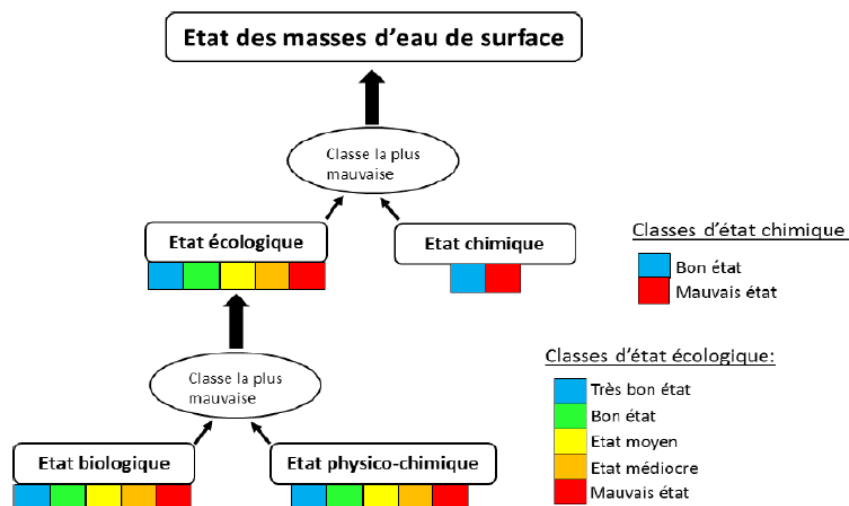 Etat des masses d'eau de surface
Classe la plus
mauvaise
Etat écologique
Etat chimique
Classes d'état chimique
Bon état
Mauvais état
Classe la plus
mauvaise
Classes d'état écologique:
Très bon état
Bon état
Etat moyen
Etat médiocre
Mauvais état
Etat biologique
Etat physico-chimique